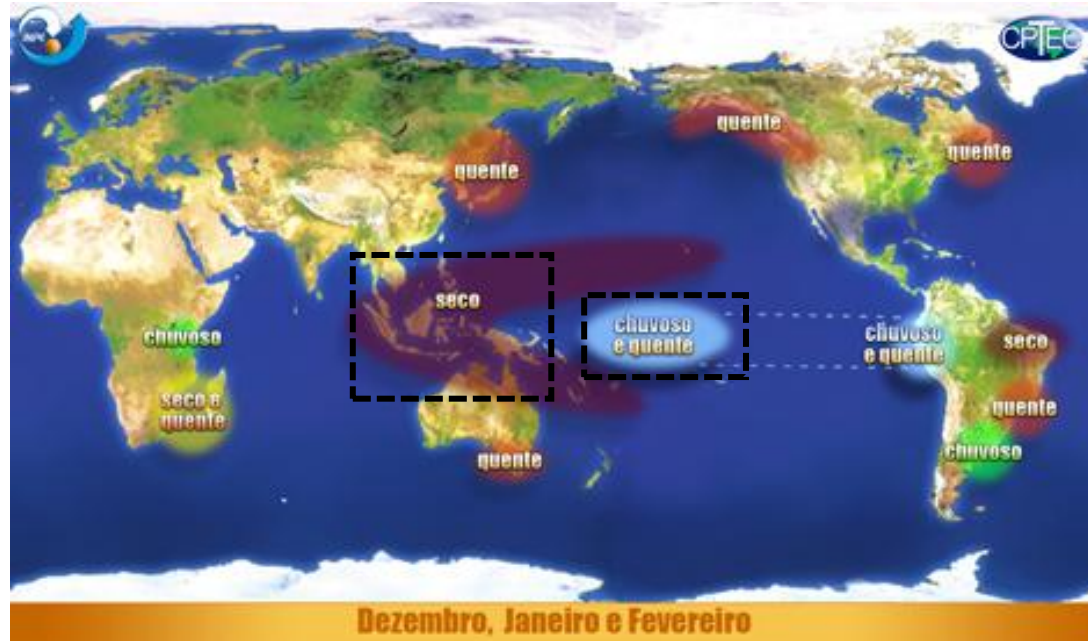 CPTEC
quente
quente
quente
seco
chuvoso
e quente
chuvoso
e quente
seco
chuvoso
seco e
quente
quente
quente
chuvoso
Dezembro, Janeiro e Fevereiro